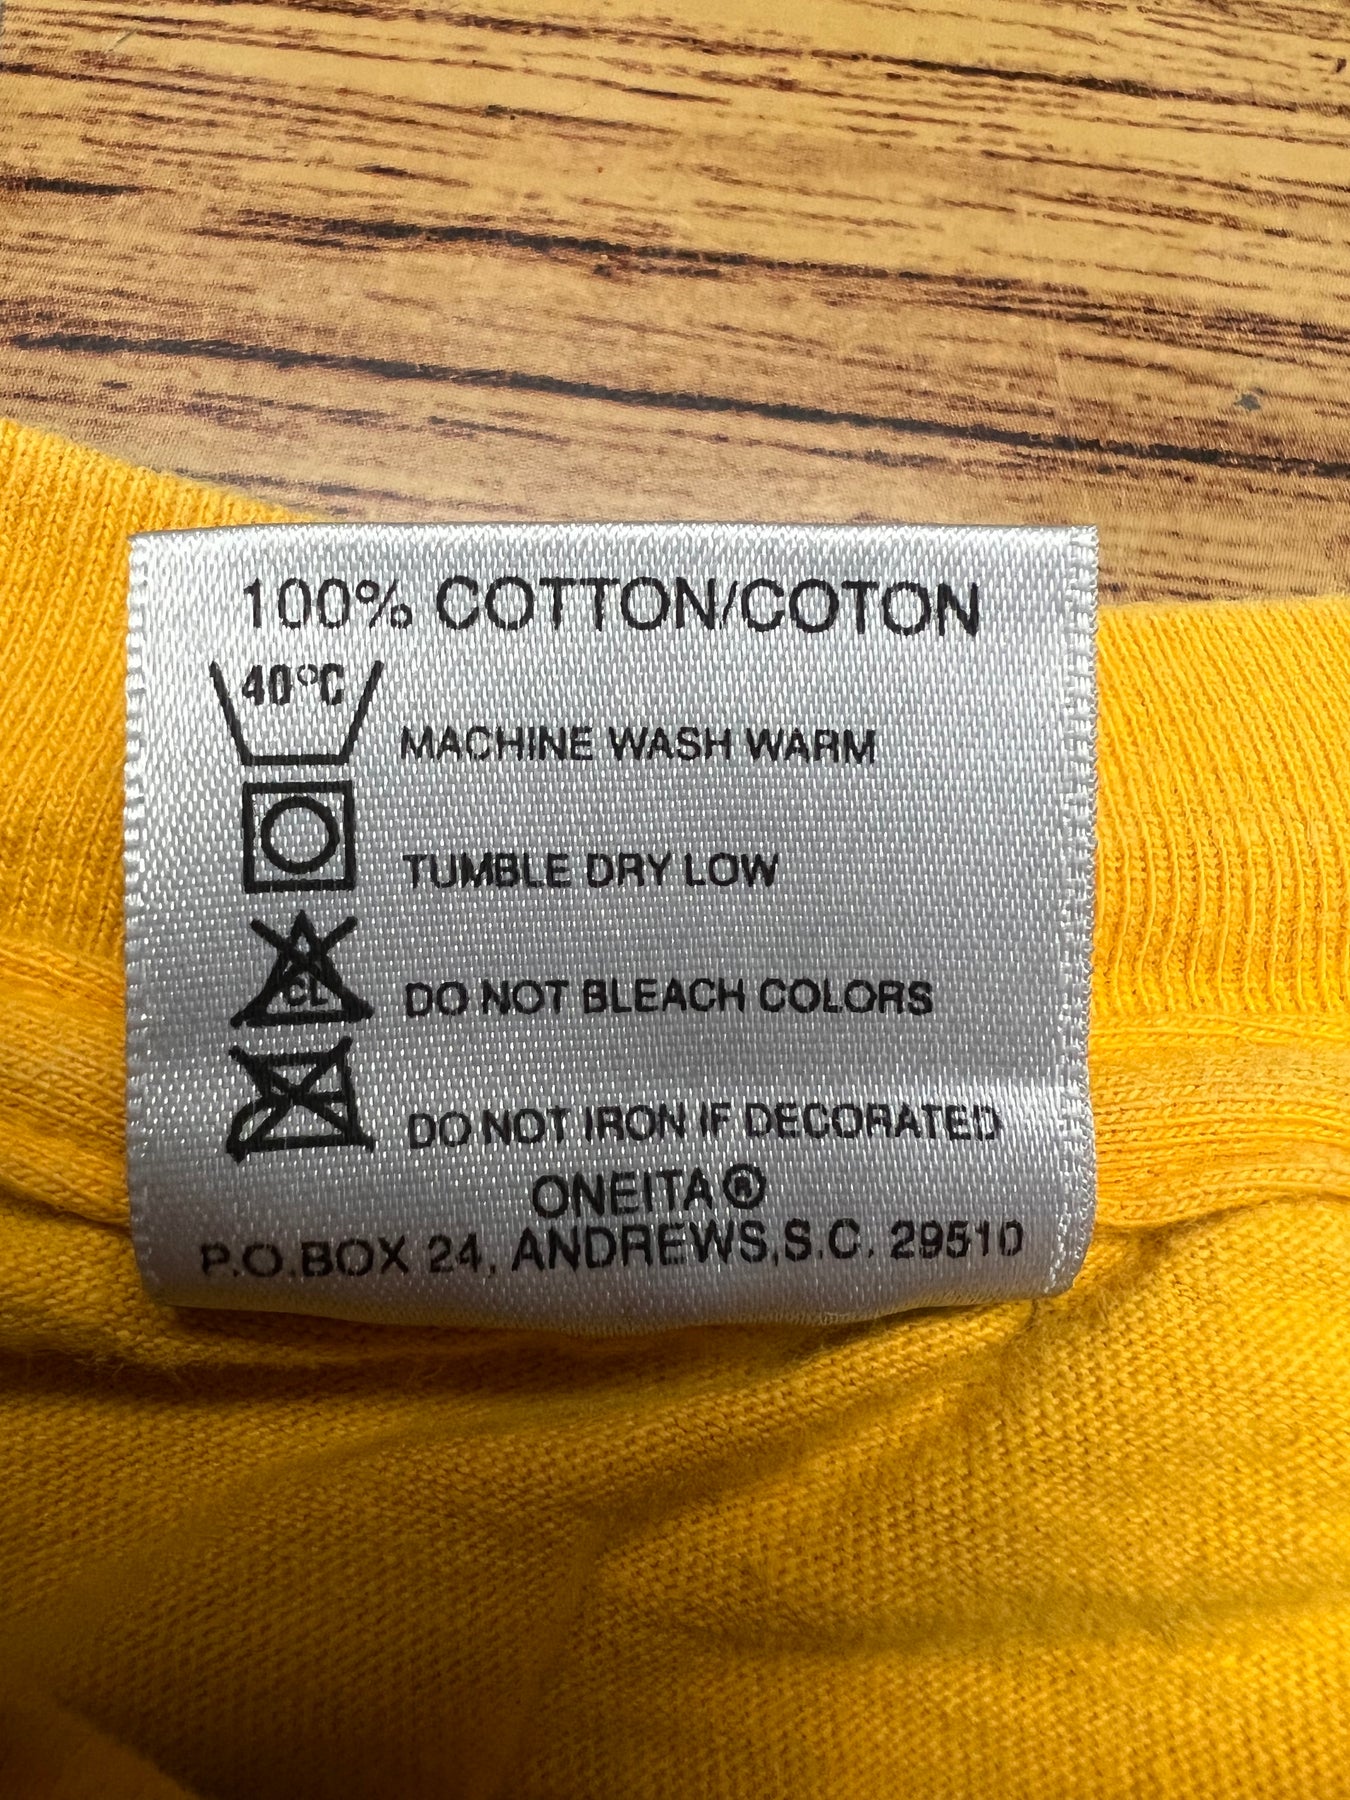 100% COTTON/COTON
40°C
MACHINE WASH WARM
TUMBLE DRY LOW
CL
DO NOT BLEACH COLORS
DO NOT IRON IF DECORATED
ONEITA®
P.O.BOX 24, ANDREWS,S.C. 29510